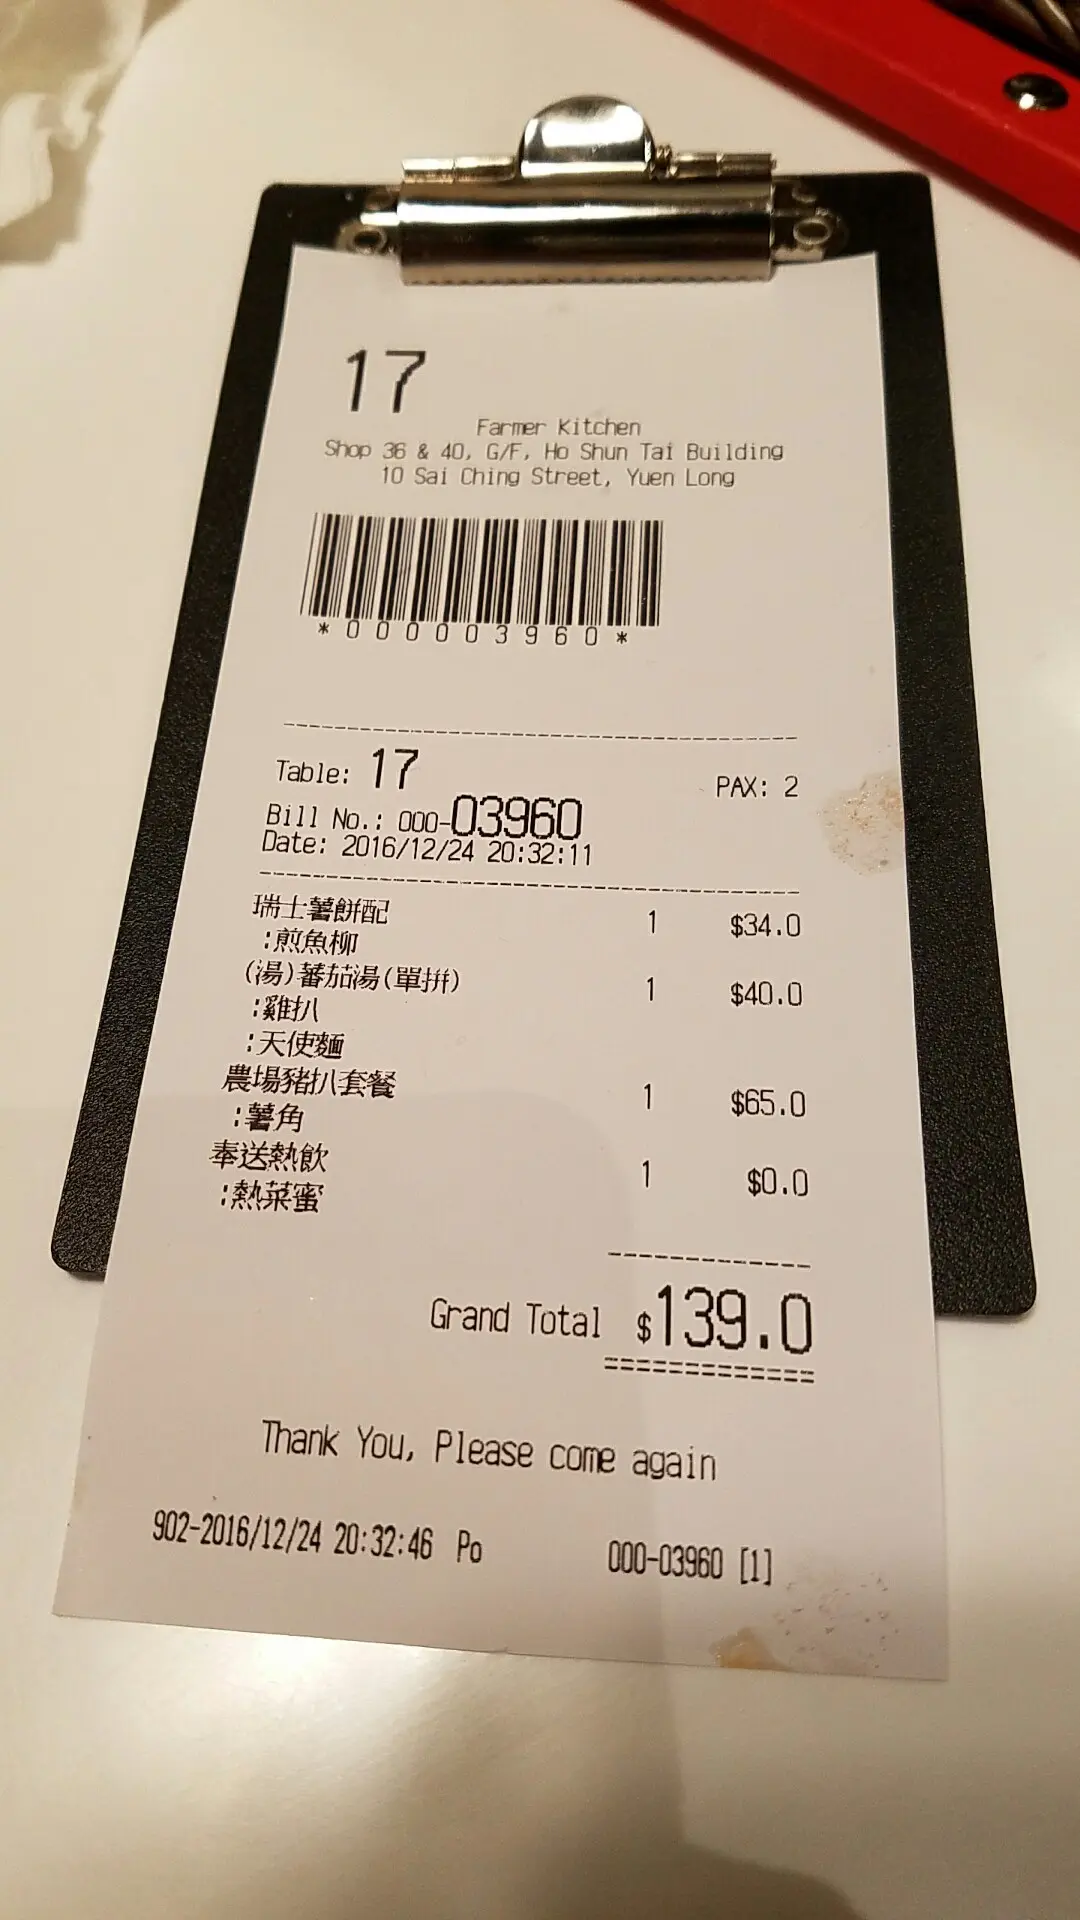 17
Farmer Kitchen
Shop 36 & 40, G/F, Ho Shun Tai Building
10 Sai Ching Street, Yuen Long
*000003960*
Table: 17 PAX: 2
Bill No.: 000-03960
Date: 2016/12/24 20:32:11
瑞士薯餅配 1 $34.0
:煎魚柳
(湯)蕃茄湯(單拼) 1 $40.0
:雞扒
:天使麵
農場豬扒套餐 1 $65.0
:薯角
奉送熱飲 1 $0.0
:熱菜蜜
Grand Total $139.0
Thank You, Please come again
902-2016/12/24 20:32:46 Po 000-03960 [1]